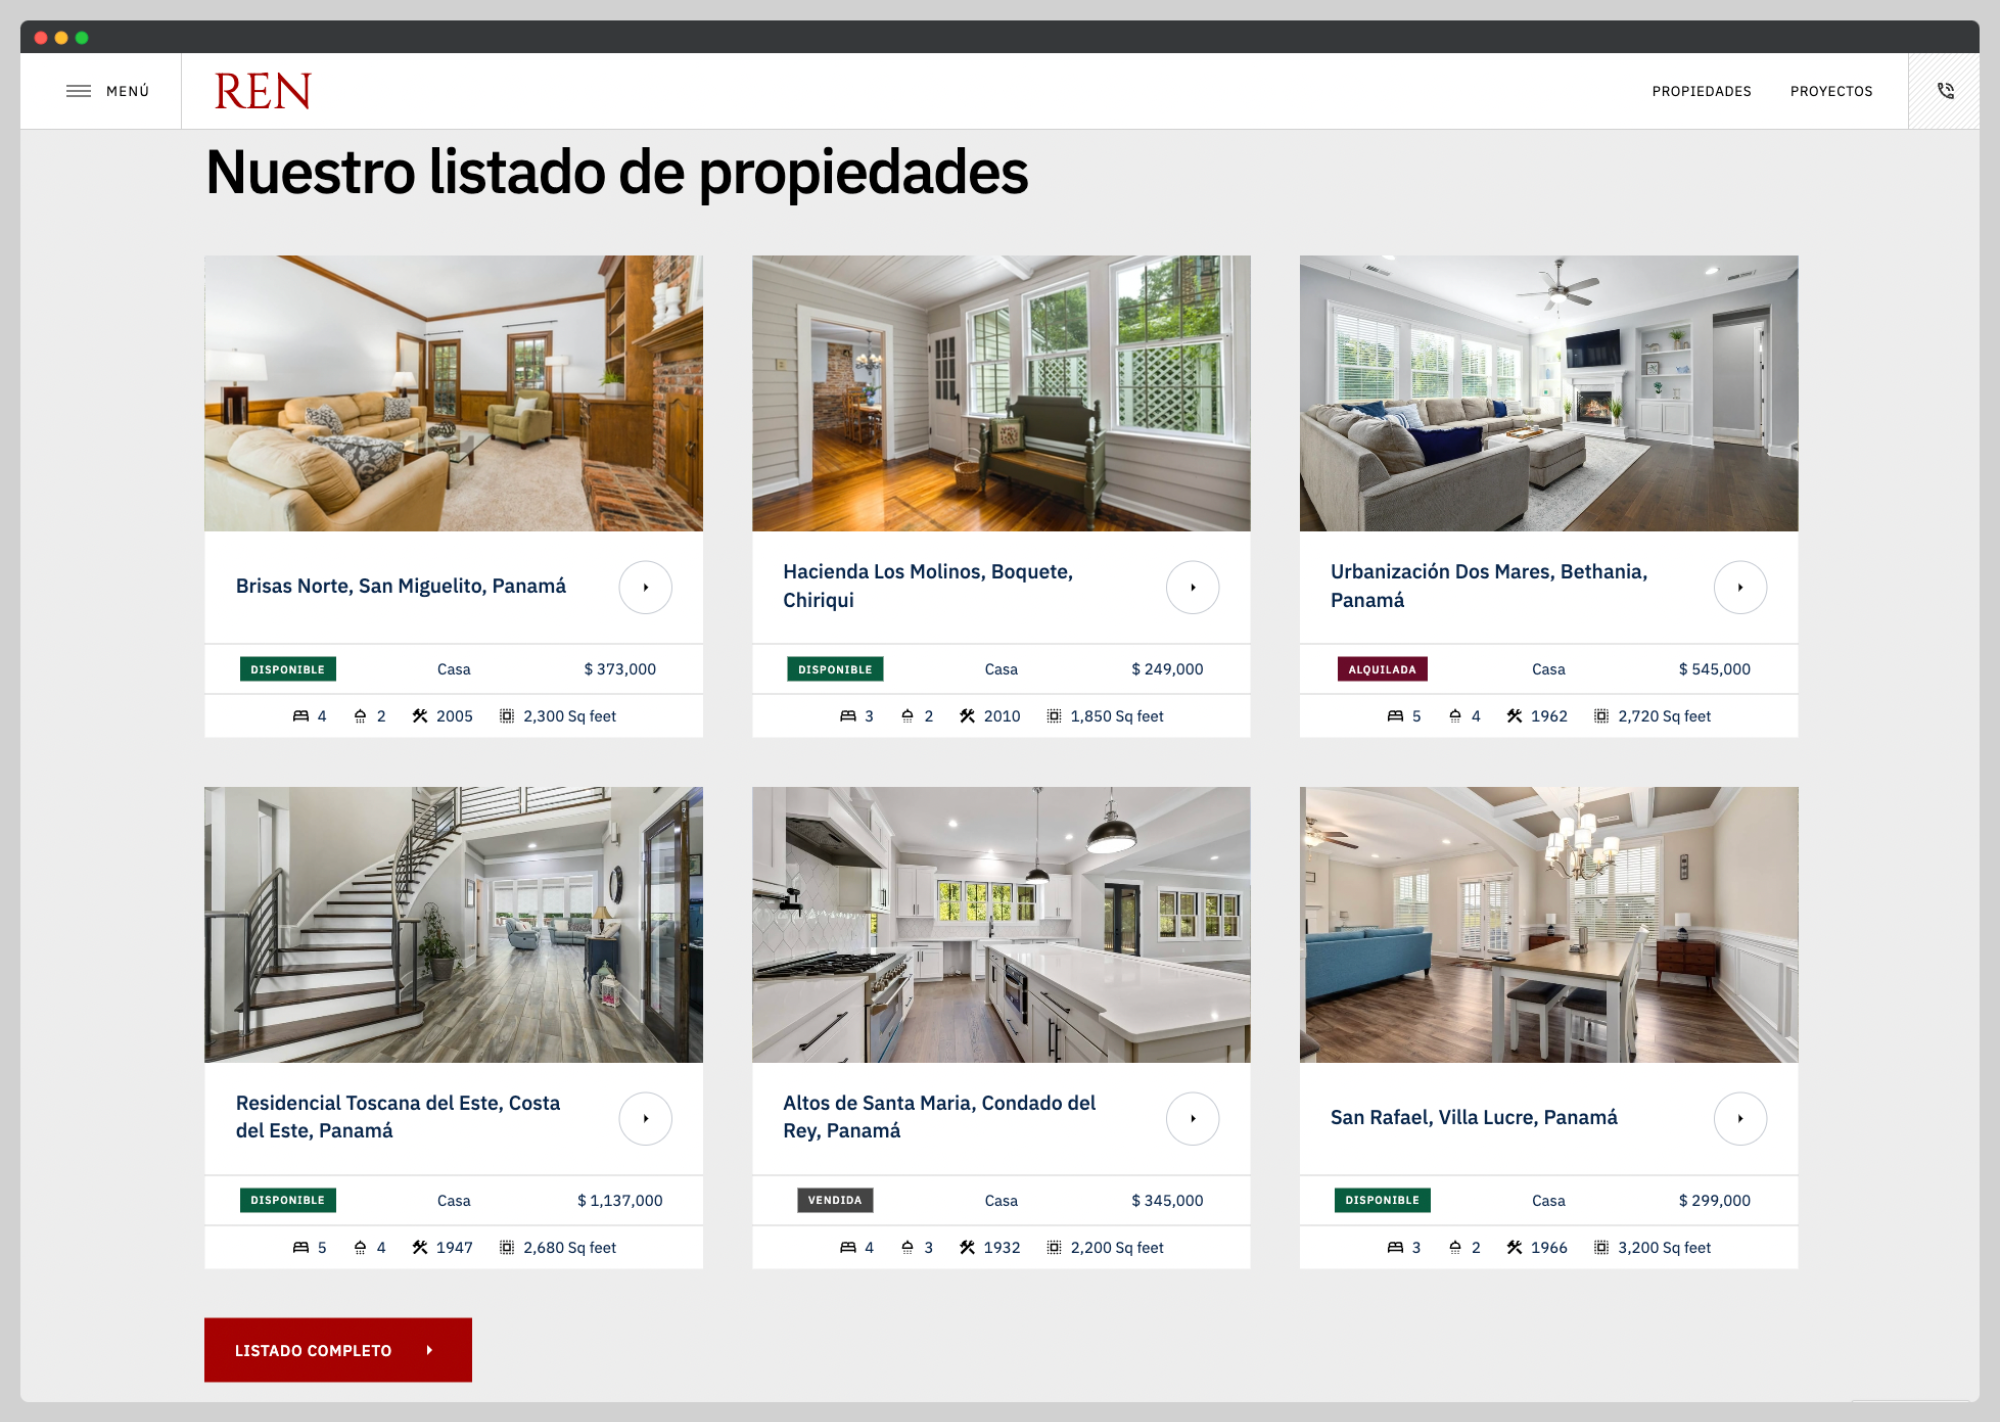 MENÚ
REN
PROPIEDADES
PROYECTOS
Nuestro listado de propiedades
Brisas Norte, San Miguelito, Panamá
DISPONIBLE
Casa
$ 373,000
4
2
2005
2,300 Sq feet
Hacienda Los Molinos, Boquete,
Chiriqui
DISPONIBLE
Casa
$ 249,000
3
2
2010
1,850 Sq feet
Urbanización Dos Mares, Bethania,
Panamá
ALQUILADA
Casa
$ 545,000
5
4
1962
2,720 Sq feet
Residencial Toscana del Este, Costa
del Este, Panamá
DISPONIBLE
Casa
$ 1,137,000
5
4
1947
2,680 Sq feet
Altos de Santa Maria, Condado del
Rey, Panamá
VENDIDA
Casa
$ 345,000
4
3
1932
2,200 Sq feet
San Rafael, Villa Lucre, Panamá
DISPONIBLE
Casa
$ 299,000
3
2
1966
3,200 Sq feet
LISTADO COMPLETO